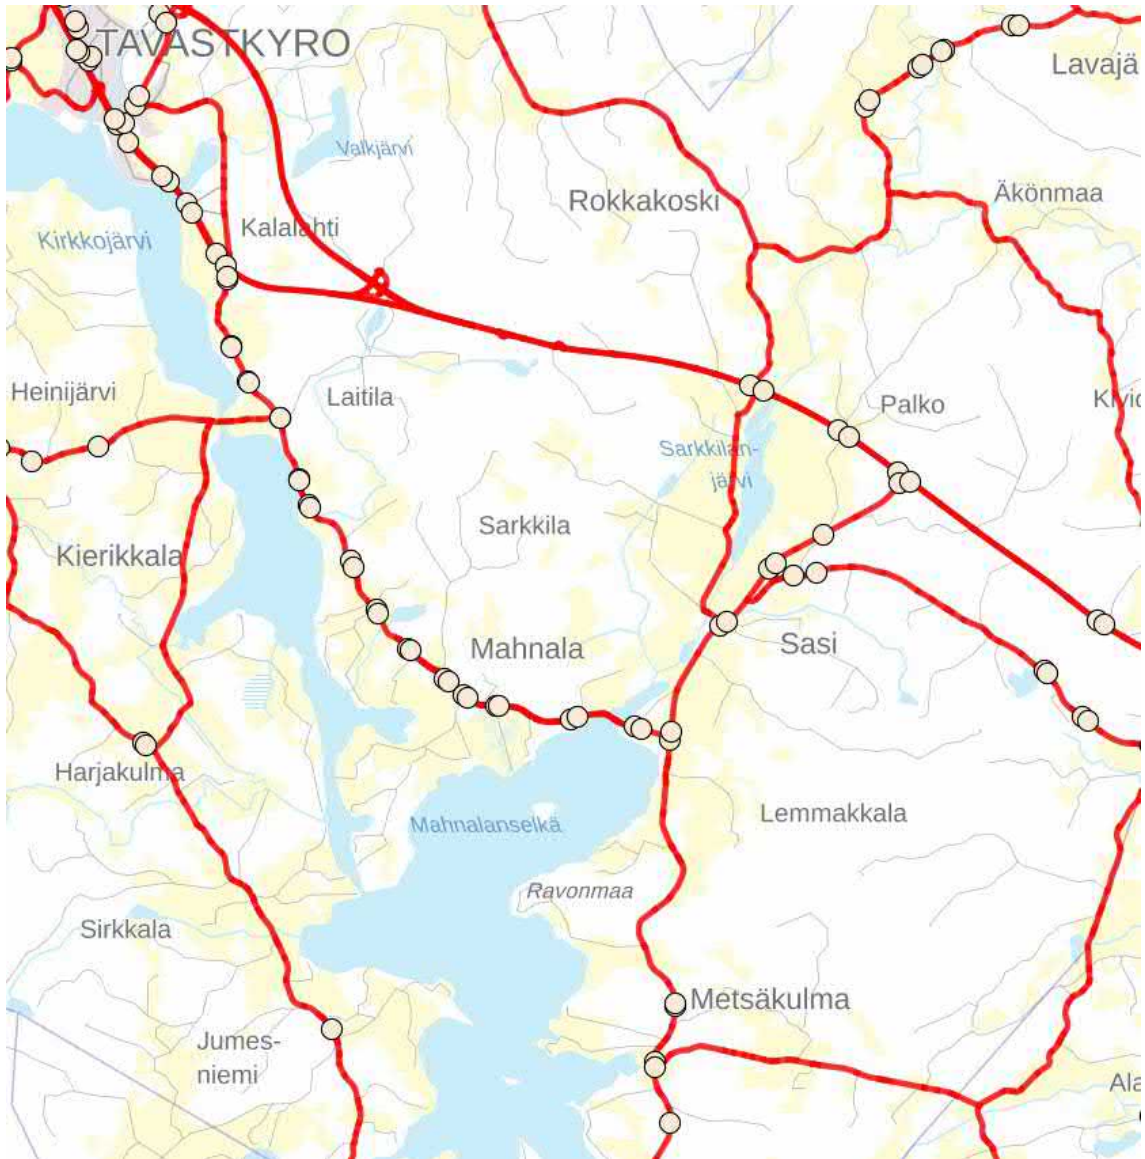 TAVASTKYRO
Lavajä
Valkjärvi
Rokkakoski
Äkönmaa
Kirkkojärvi
Kalalahti
Heinijärvi
Laitila
Palko
Sarkkilan-
järvi
Sarkkila
Kierikkala
Mahnala
Sasi
Harjakulma
Mahnalanselkä
Lemmakkala
Ravonmaa
Sirkkala
Metsäkulma
Jumes-
niemi
Ala